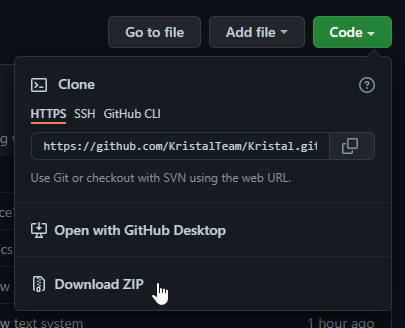 Go to file Add file Code
Clone
HTTPS SSH GitHub CLI
https://github.com/KristalTeam/Kristal.git
Use Git or checkout with SVN using the web URL.
Open with GitHub Desktop
Download ZIP
w text system 1 hour ago